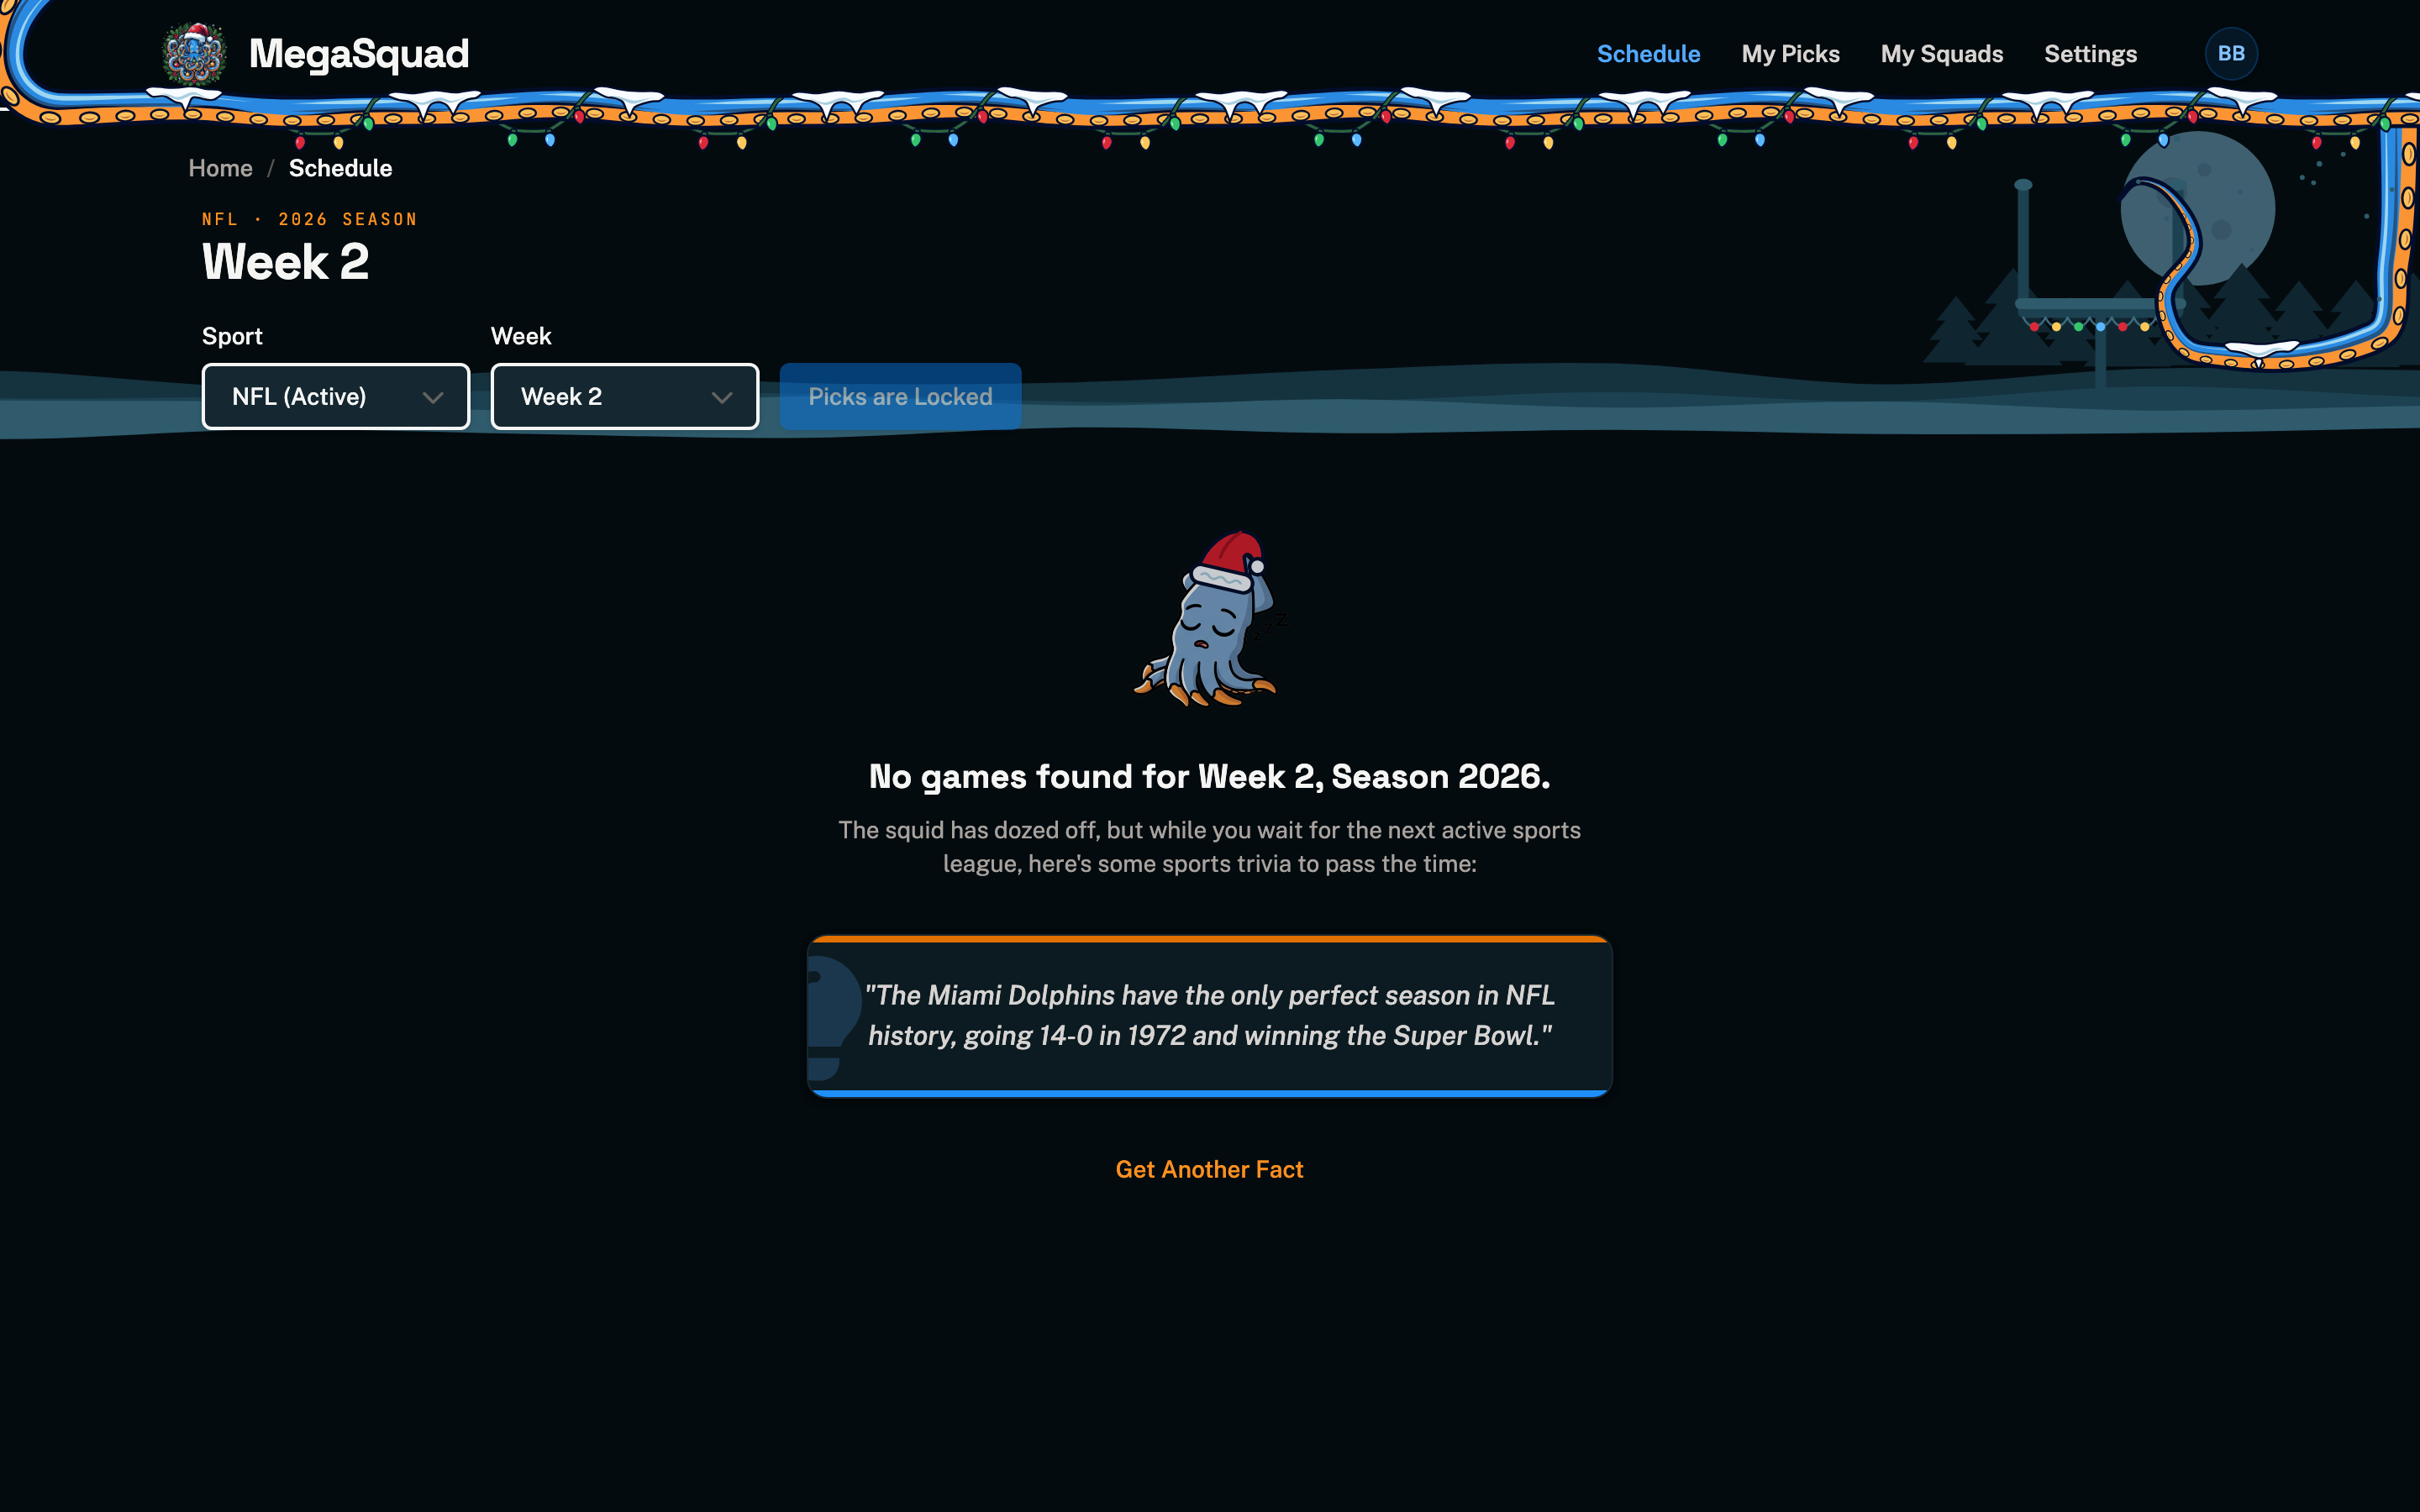 MegaSquad
Schedule
My Picks
My Squads
Settings
BB
Home / Schedule
NFL · 2026 SEASON
Week 2
Sport
Week
NFL (Active)
Week 2
Picks are Locked
z z z
No games found for Week 2, Season 2026.
The squid has dozed off, but while you wait for the next active sports
league, here's some sports trivia to pass the time:
"The Miami Dolphins have the only perfect season in NFL
history, going 14-0 in 1972 and winning the Super Bowl."
Get Another Fact